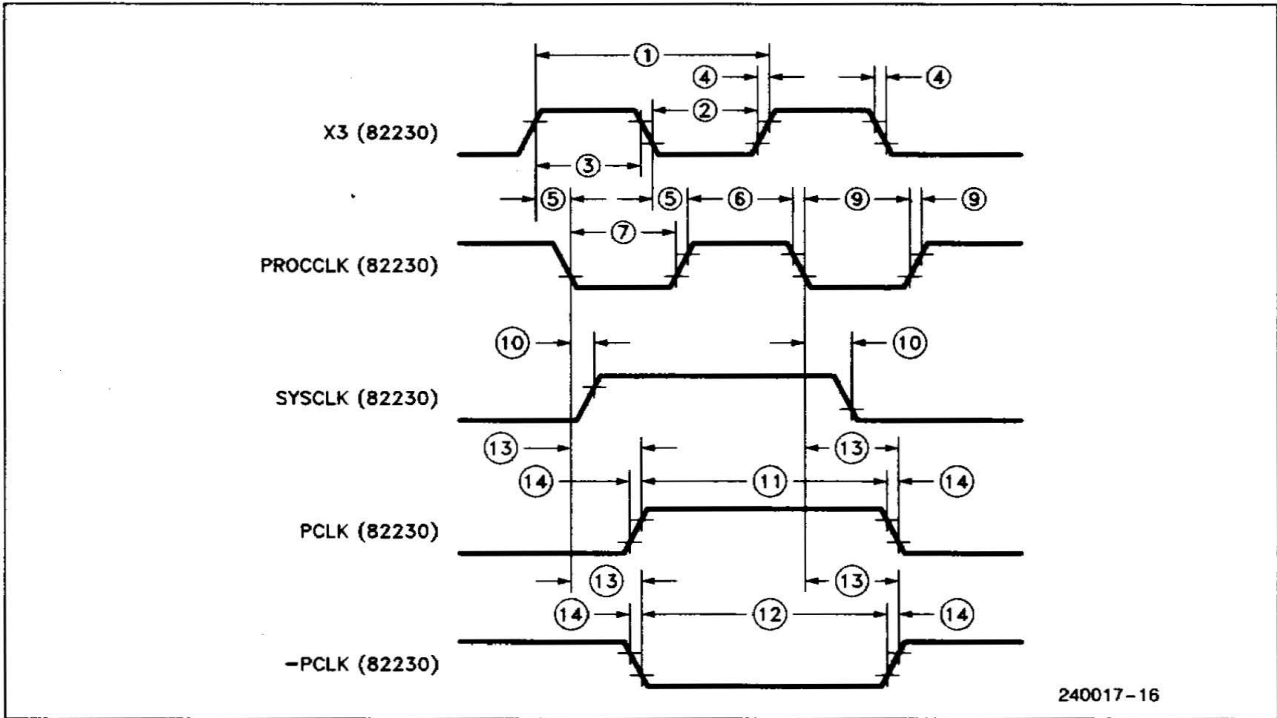 ①
④ ④
②
X3 (82230)
③
⑤ ⑤ ⑥ ⑨ ⑨
⑦
PROCCLK (82230)
⑩ ⑩
SYSCLK (82230)
⑬ ⑬
⑭ ⑪ ⑭
PCLK (82230)
⑬ ⑬
⑭ ⑫ ⑭
-PCLK (82230)
240017-16